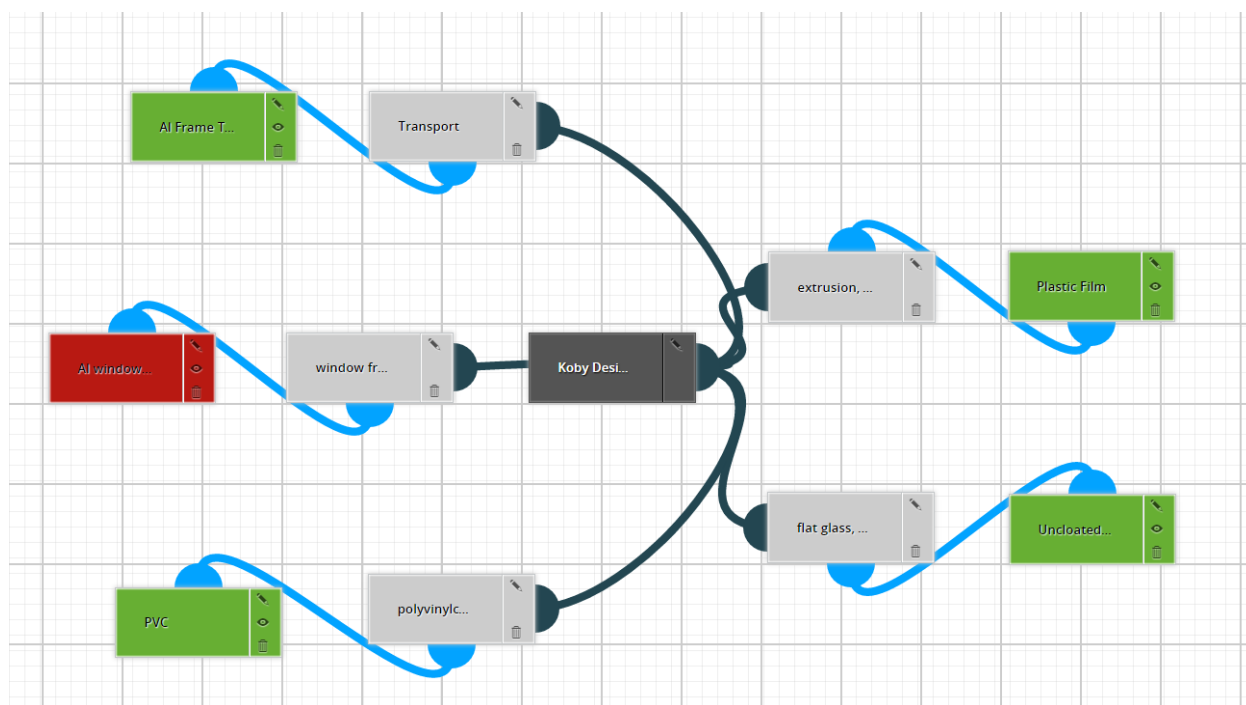 Al Frame T...
Transport
extrusion, ...
Plastic Film
Al window...
window fr...
Koby Desi...
flat glass, ...
Uncloated...
PVC
polyvinylc...